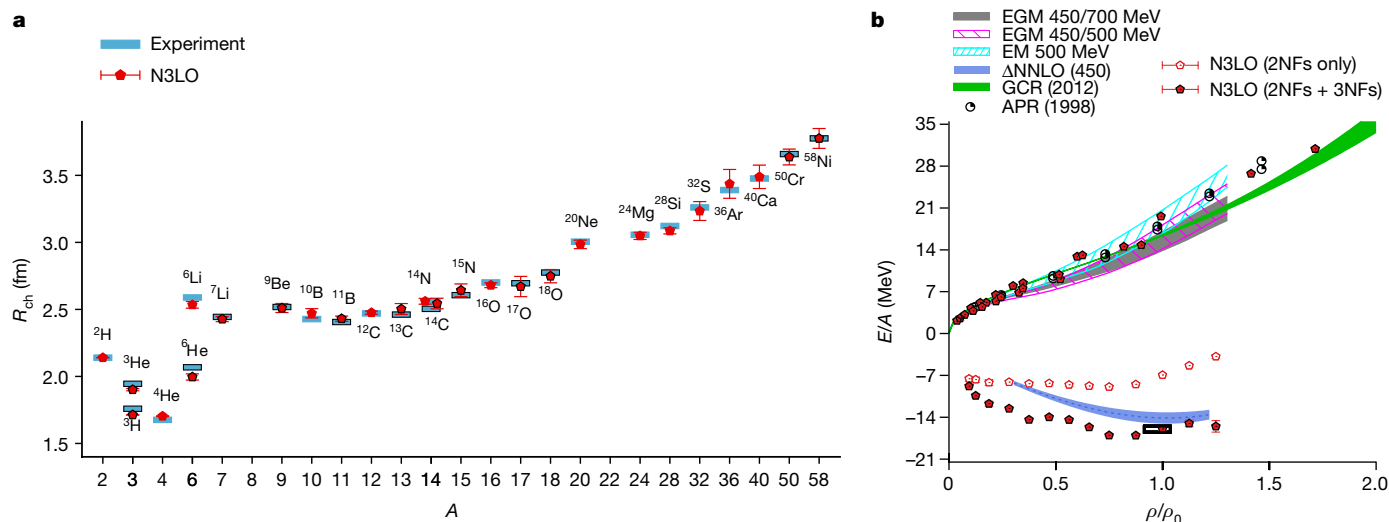 a
Experiment
N3LO
R_ch (fm)
3.5
3.0
2.5
2.0
1.5
²H
³He
³H
⁴He
⁶Li
⁶He
⁷Li
⁹Be
¹⁰B
¹¹B
¹²C
¹³C
¹⁴N
¹⁴C
¹⁵N
¹⁶O
¹⁷O
¹⁸O
²⁰Ne
²⁴Mg
²⁸Si
³²S
³⁶Ar
⁴⁰Ca
⁵⁰Cr
⁵⁸Ni
2 3 4 6 7 8 9 10 11 12 13 14 15 16 17 18 20 22 24 28 32 36 40 50 58
A
b
EGM 450/700 MeV
EGM 450/500 MeV
EM 500 MeV
ΔNNLO (450)
GCR (2012)
APR (1998)
N3LO (2NFs only)
N3LO (2NFs + 3NFs)
E/A (MeV)
35
28
21
14
7
0
−7
−14
−21
0 0.5 1.0 1.5 2.0
ρ/ρ₀